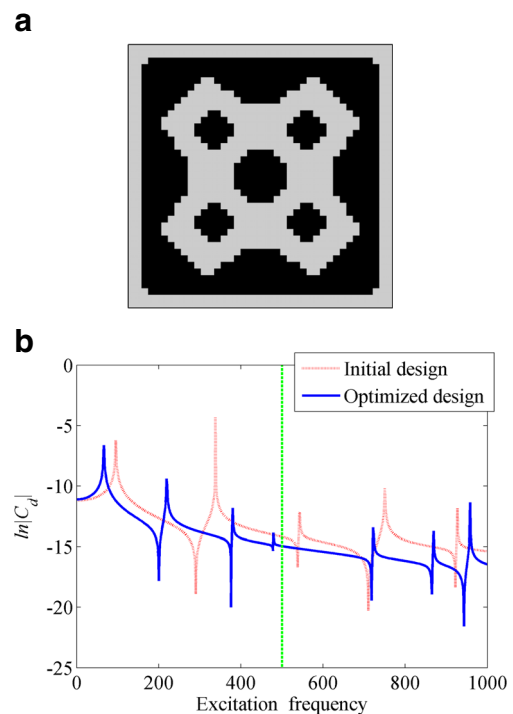 a
b
Initial design
Optimized design
0
-5
-10
-15
-20
-25
ln|C_d|
0 200 400 600 800 1000
Excitation frequency